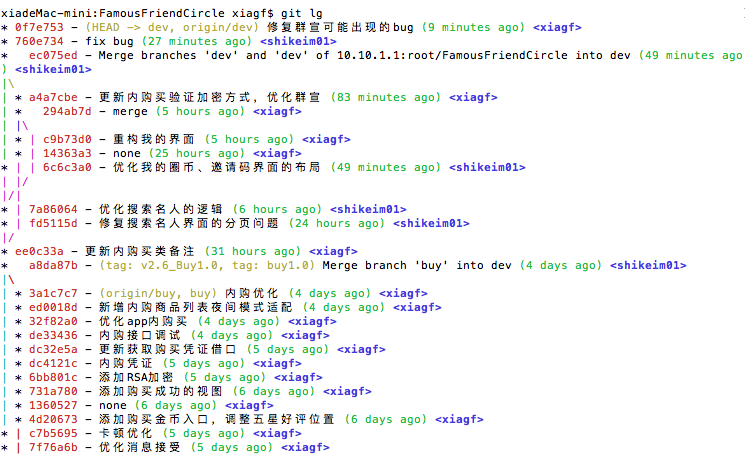 xiadeMac-mini:FamousFriendCircle xiagf$ git lg
* 0f7e753 - (HEAD -> dev, origin/dev) 修复群宣可能出现的bug (9 minutes ago) <xiagf>
* 760e734 - fix bug (27 minutes ago) <shikeim01>
*   ec075ed - Merge branches 'dev' and 'dev' of 10.10.1.1:root/FamousFriendCircle into dev (49 minutes ago
) <shikeim01>
|\
| * a4a7cbe - 更新内购买验证加密方式，优化群宣 (83 minutes ago) <xiagf>
| *   294ab7d - merge (5 hours ago) <xiagf>
| |\
| * | c9b73d0 - 重构我的界面 (5 hours ago) <xiagf>
| * | 14363a3 - none (25 hours ago) <xiagf>
* | | 6c6c3a0 - 优化我的圈币、邀请码界面的布局 (49 minutes ago) <shikeim01>
| |/
|/|
* | 7a86064 - 优化搜索名人的逻辑 (6 hours ago) <shikeim01>
* | fd5115d - 修复搜索名人界面的分页问题 (24 hours ago) <shikeim01>
|/
* ee0c33a - 更新内购买类备注 (31 hours ago) <xiagf>
*   a8da87b - (tag: v2.6_Buy1.0, tag: buy1.0) Merge branch 'buy' into dev (4 days ago) <shikeim01>
|\
| * 3a1c7c7 - (origin/buy, buy) 内购优化 (4 days ago) <xiagf>
| * ed0018d - 新增内购商品列表夜间模式适配 (4 days ago) <xiagf>
| * 32f82a0 - 优化app内购买 (4 days ago) <xiagf>
| * de33436 - 内购接口调试 (4 days ago) <xiagf>
| * dc32e5a - 更新获取购买凭证借口 (5 days ago) <xiagf>
| * dc4121c - 内购凭证 (5 days ago) <xiagf>
| * 6bb801c - 添加RSA加密 (5 days ago) <xiagf>
| * 731a780 - 添加购买成功的视图 (6 days ago) <xiagf>
| * 1360527 - none (6 days ago) <xiagf>
| * 4d20673 - 添加购买金币入口，调整五星好评位置 (6 days ago) <xiagf>
* | c7b5695 - 卡顿优化 (5 days ago) <xiagf>
* | 7f76a6b - 优化消息接受 (5 days ago) <xiagf>